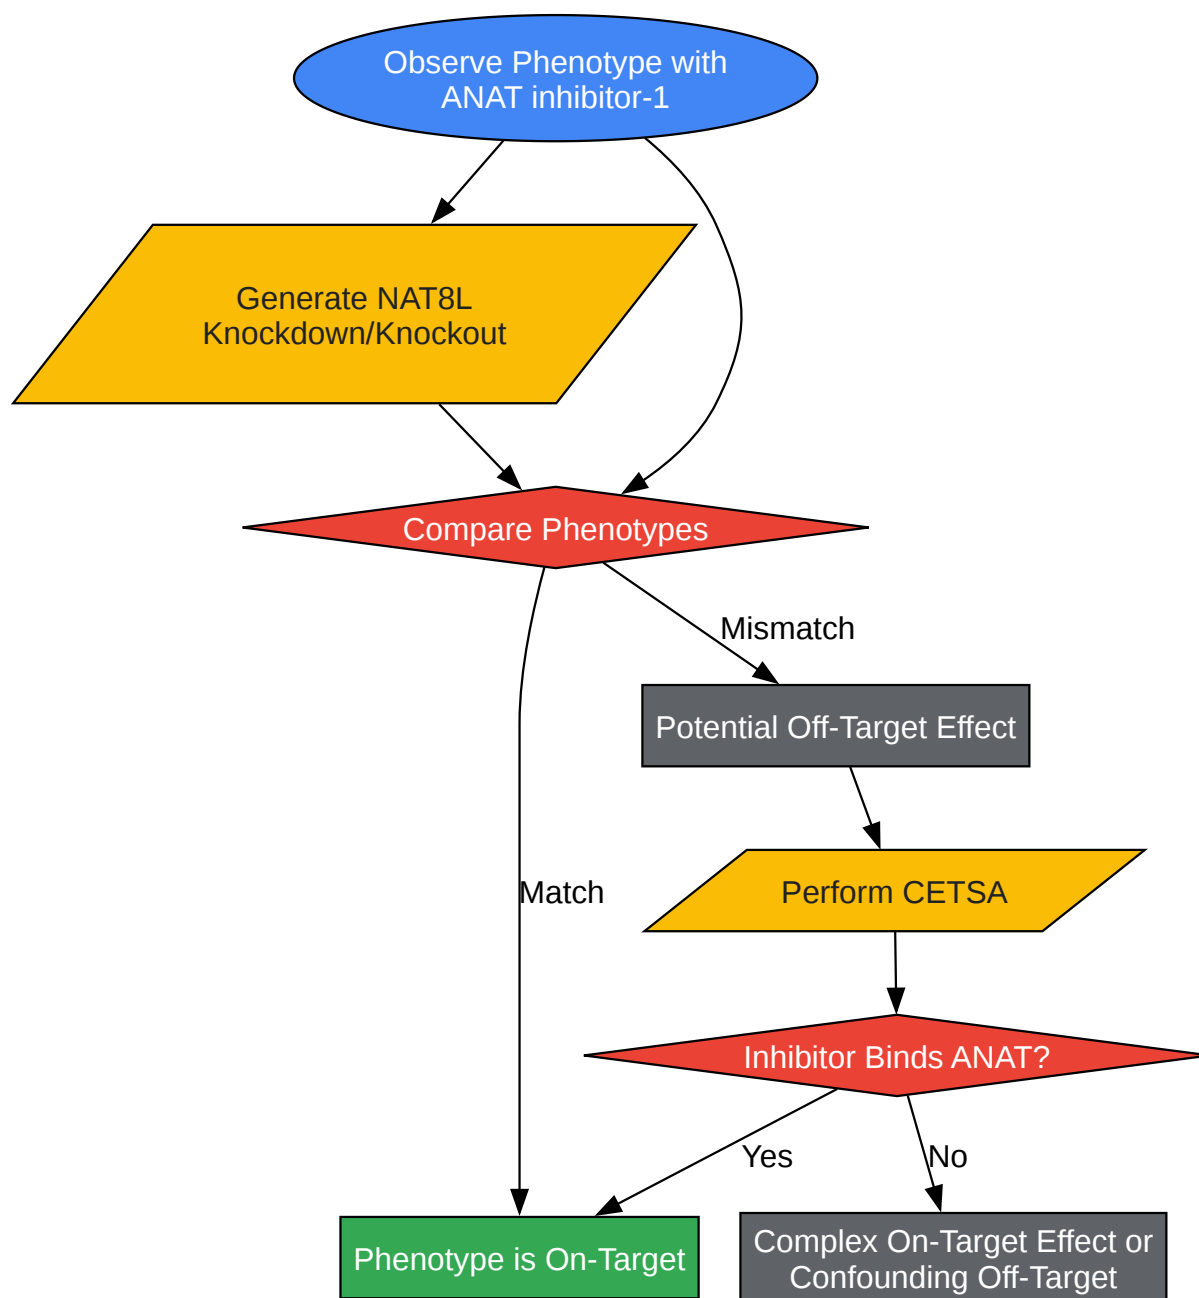 Observe Phenotype with
ANAT inhibitor-1
Generate NAT8L
Knockdown/Knockout
Compare Phenotypes
Mismatch
Potential Off-Target Effect
Match
Perform CETSA
Inhibitor Binds ANAT?
Yes
No
Phenotype is On-Target
Complex On-Target Effect or
Confounding Off-Target